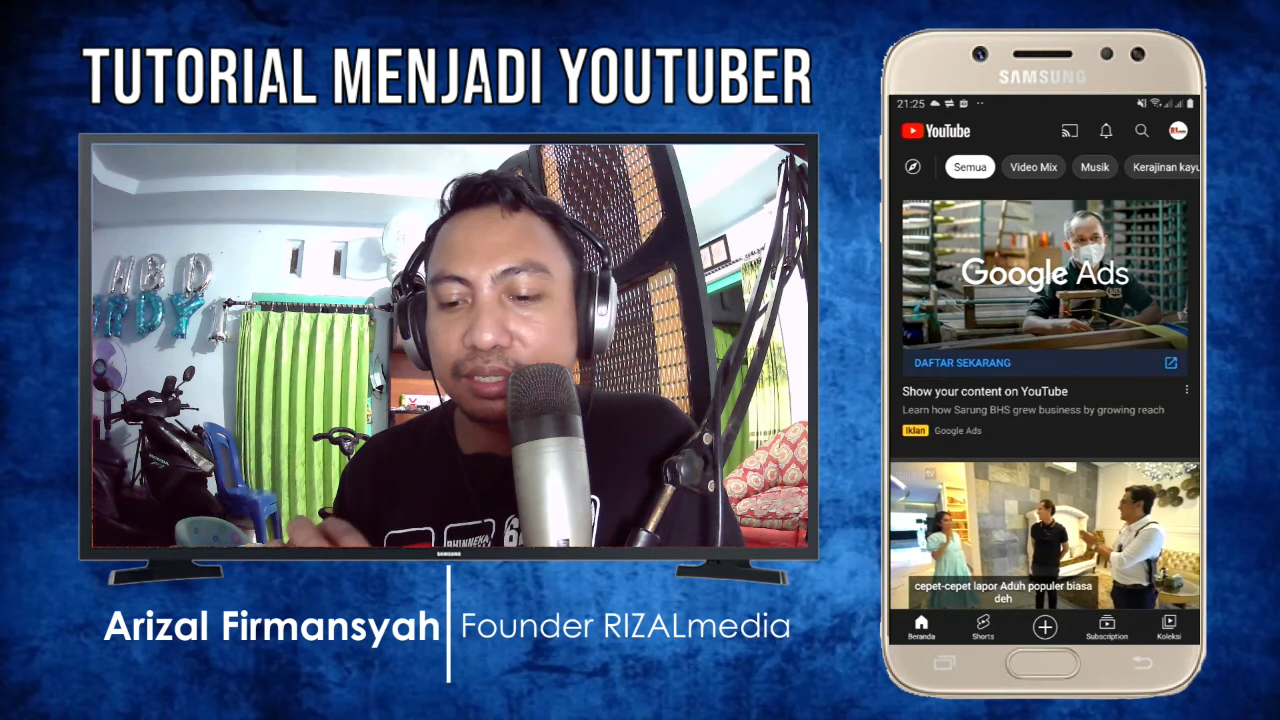 TUTORIAL MENJADI YOUTUBER
HBD
SAMSUNG
Arizal Firmansyah
Founder RIZALmedia
SAMSUNG
21:25
YouTube
Semua
Video Mix
Musik
Kerajinan kayu
Google Ads
DAFTAR SEKARANG
Show your content on YouTube
Learn how Sarung BHS grew business by growing reach
Iklan Google Ads
cepet-cepet lapor Aduh populer biasa
deh
Beranda
Shorts
Subscription
Koleksi